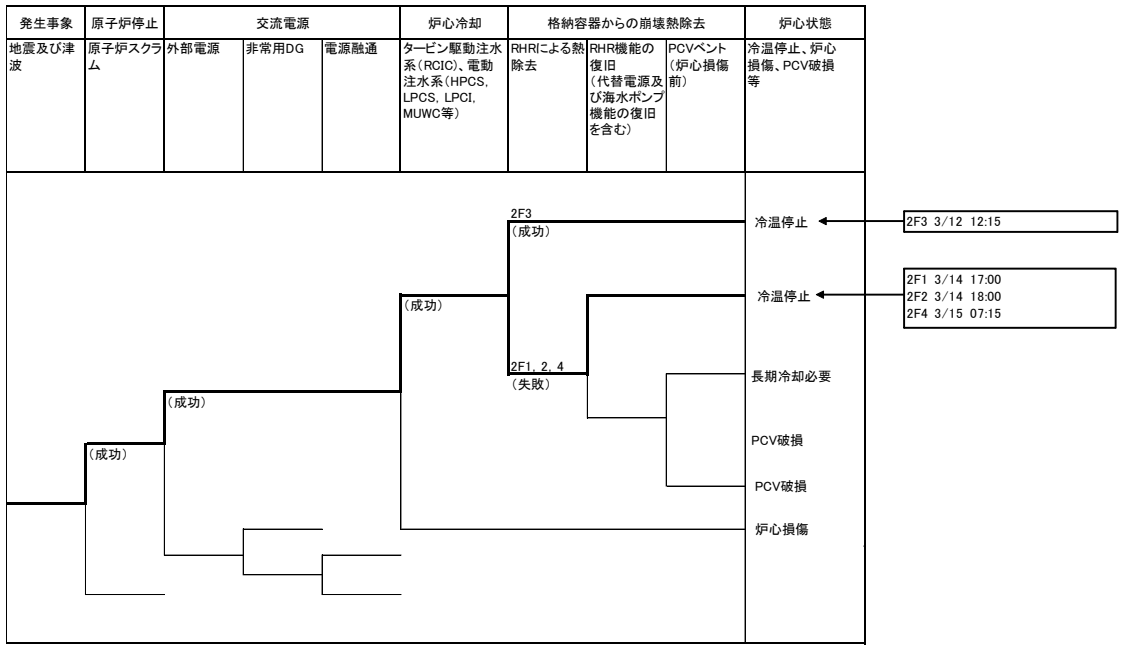 発生事象 原子炉停止 交流電源 炉心冷却 格納容器からの崩壊熱除去 炉心状態
地震及び津
波
原子炉スクラ
ム
外部電源
非常用DG
電源融通
タービン駆動注水
系(RCIC)、電動
注水系(HPCS,
LPCS, LPCI,
MUWC等)
RHRによる熱
除去
RHR機能の
復旧
(代替電源及
び海水ポンプ
機能の復旧
を含む)
PCVベント
(炉心損傷
前)
冷温停止、炉心
損傷、PCV破損
等
2F3
(成功)
冷温停止
2F3 3/12 12:15
(成功)
冷温停止
2F1 3/14 17:00
2F2 3/14 18:00
2F4 3/15 07:15
2F1, 2, 4
(失敗)
長期冷却必要
(成功)
PCV破損
(成功)
PCV破損
炉心損傷